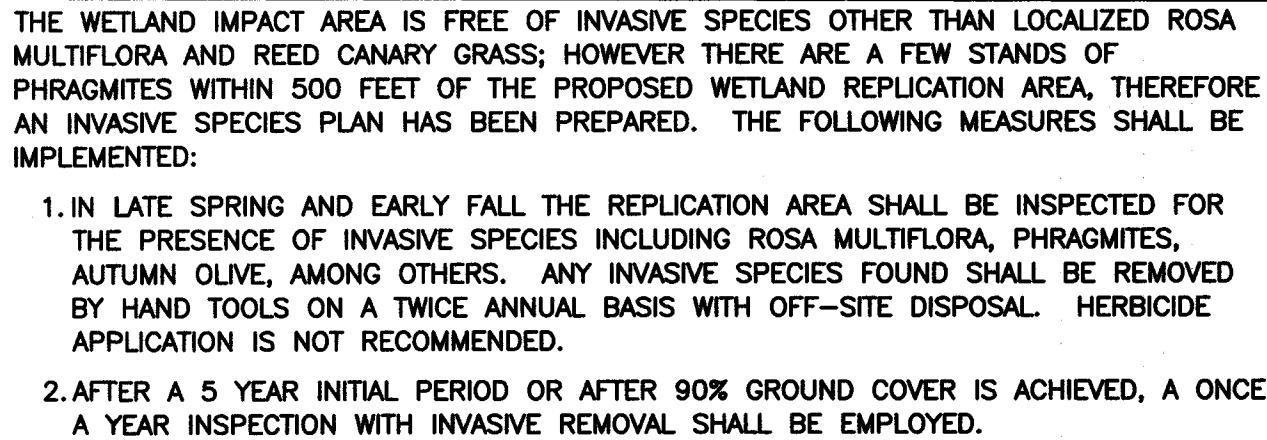 THE WETLAND IMPACT AREA IS FREE OF INVASIVE SPECIES OTHER THAN LOCALIZED ROSA
MULTIFLORA AND REED CANARY GRASS; HOWEVER THERE ARE A FEW STANDS OF
PHRAGMITES WITHIN 500 FEET OF THE PROPOSED WETLAND REPLICATION AREA, THEREFORE
AN INVASIVE SPECIES PLAN HAS BEEN PREPARED. THE FOLLOWING MEASURES SHALL BE
IMPLEMENTED:
1. IN LATE SPRING AND EARLY FALL THE REPLICATION AREA SHALL BE INSPECTED FOR
THE PRESENCE OF INVASIVE SPECIES INCLUDING ROSA MULTIFLORA, PHRAGMITES,
AUTUMN OLIVE, AMONG OTHERS. ANY INVASIVE SPECIES FOUND SHALL BE REMOVED
BY HAND TOOLS ON A TWICE ANNUAL BASIS WITH OFF-SITE DISPOSAL. HERBICIDE
APPLICATION IS NOT RECOMMENDED.
2. AFTER A 5 YEAR INITIAL PERIOD OR AFTER 90% GROUND COVER IS ACHIEVED, A ONCE
A YEAR INSPECTION WITH INVASIVE REMOVAL SHALL BE EMPLOYED.